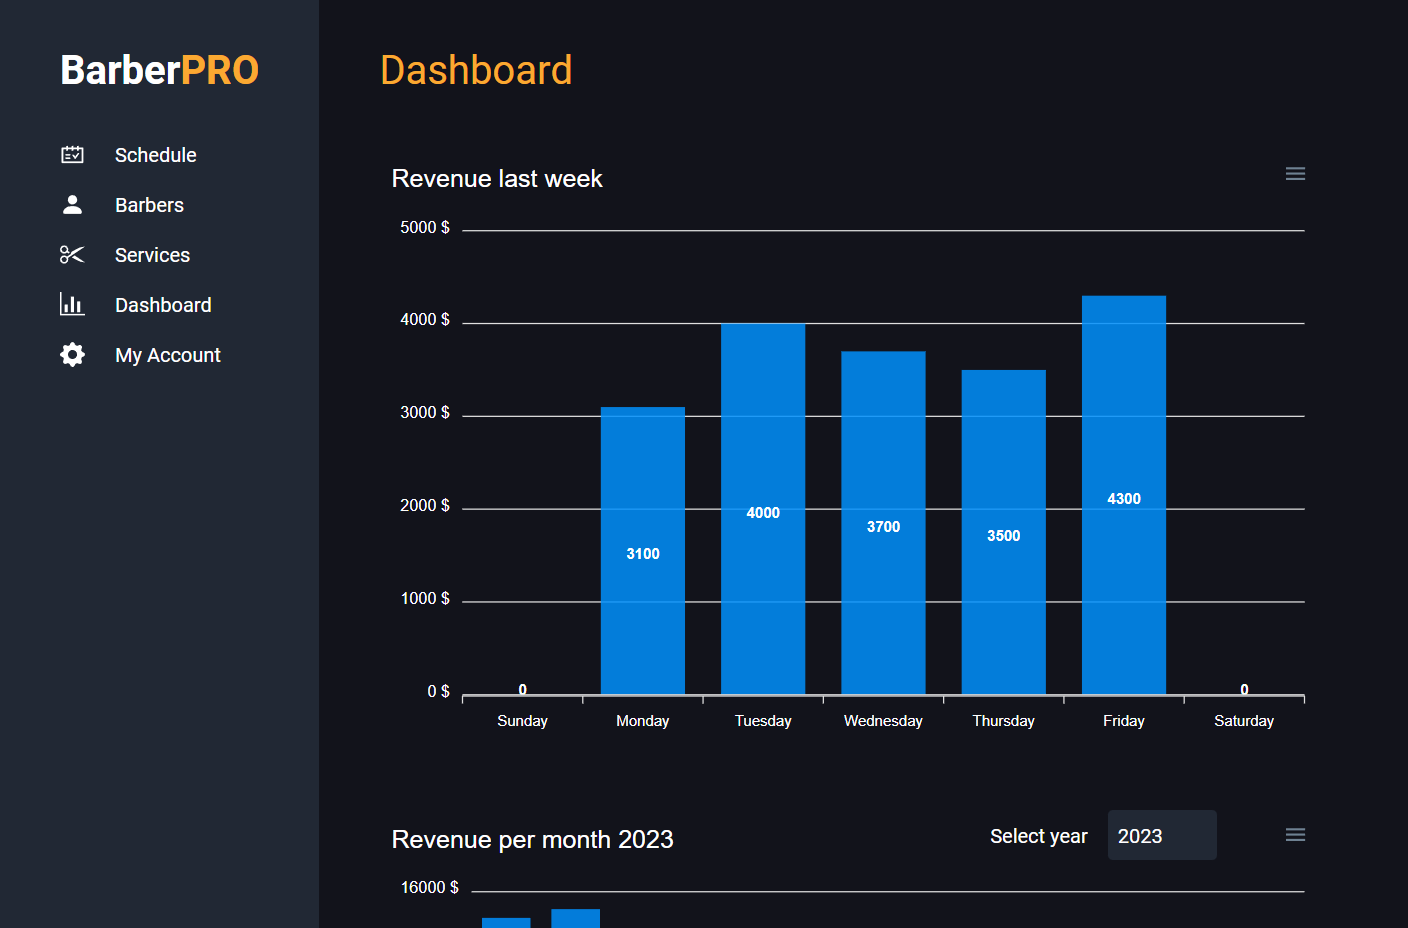 BarberPRO
Schedule
Barbers
Services
Dashboard
My Account
Dashboard
Revenue last week
5000 $
4000 $
3000 $
2000 $
1000 $
0 $
0
3100
4000
3700
3500
4300
0
Sunday Monday Tuesday Wednesday Thursday Friday Saturday
Revenue per month 2023
Select year 2023
16000 $